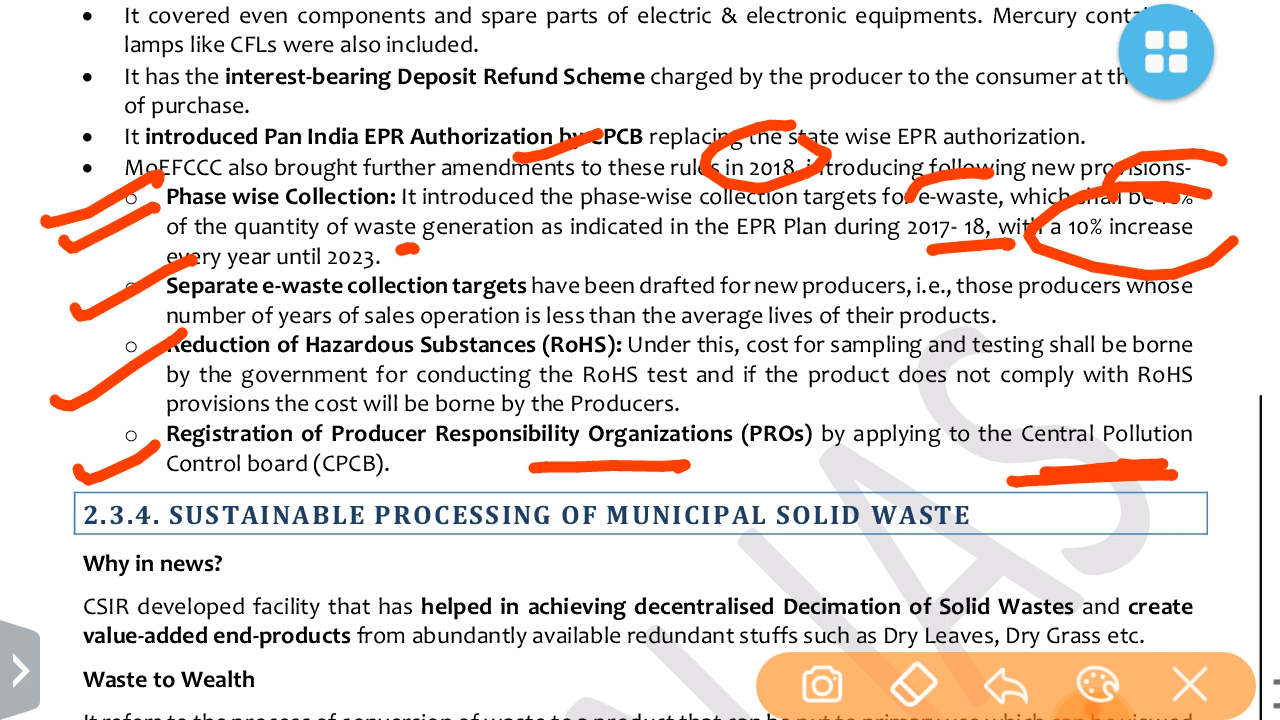 It covered even components and spare parts of electric & electronic equipments. Mercury
lamps like CFLs were also included.
It has the interest-bearing Deposit Refund Scheme charged by the producer to the consumer at
of purchase.
It introduced Pan India EPR Authorization by CPCB replacing the state wise EPR authorization.
MoEFCCC also brought further amendments to these rules in 2018, introducing following new provisions-
Phase wise Collection: It introduced the phase-wise collection targets for e-waste, which shall be
of the quantity of waste generation as indicated in the EPR Plan during 2017- 18, with a 10% increase
every year until 2023.
Separate e-waste collection targets have been drafted for new producers, i.e., those producers whose
number of years of sales operation is less than the average lives of their products.
Reduction of Hazardous Substances (RoHS): Under this, cost for sampling and testing shall be borne
by the government for conducting the RoHS test and if the product does not comply with RoHS
provisions the cost will be borne by the Producers.
Registration of Producer Responsibility Organizations (PROs) by applying to the Central Pollution
Control board (CPCB).
2.3.4. SUSTAINABLE PROCESSING OF MUNICIPAL SOLID WASTE
Why in news?
CSIR developed facility that has helped in achieving decentralised Decimation of Solid Wastes and create
value-added end-products from abundantly available redundant stuffs such as Dry Leaves, Dry Grass etc.
Waste to Wealth